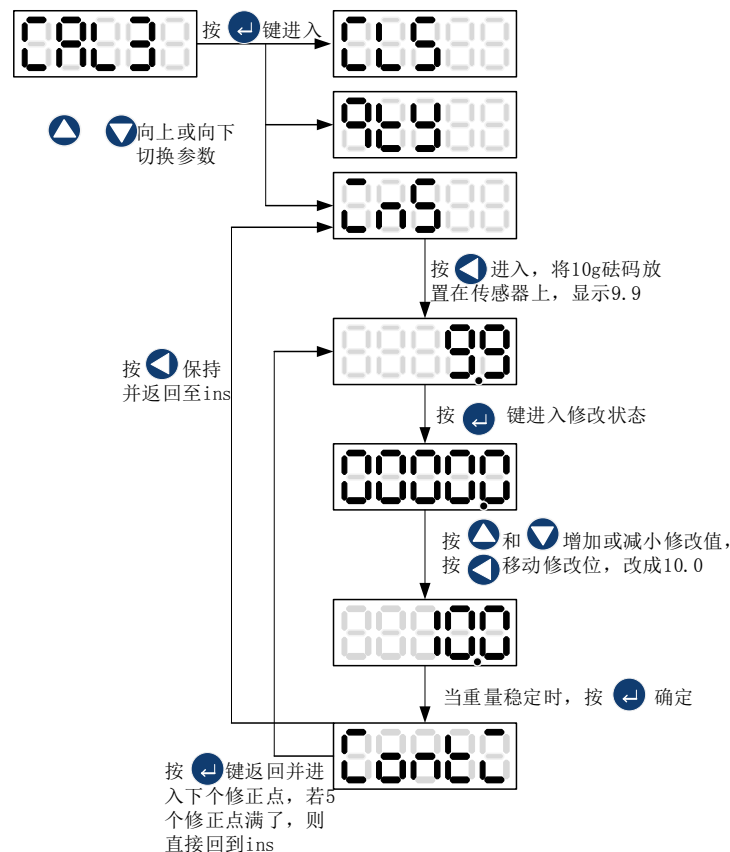 CAL3
按 键进入
CLS
qty
向上或向下
切换参数
inS
按 进入，将10g砝码放
置在传感器上，显示9.9
9.9
按 保持
并返回至ins
按 键进入修改状态
00000.0
按 和 增加或减小修改值，
按 移动修改位，改成10.0
10.0
当重量稳定时，按 确定
Conti
按 键返回并进
入下个修正点，若5
个修正点满了，则
直接回到ins